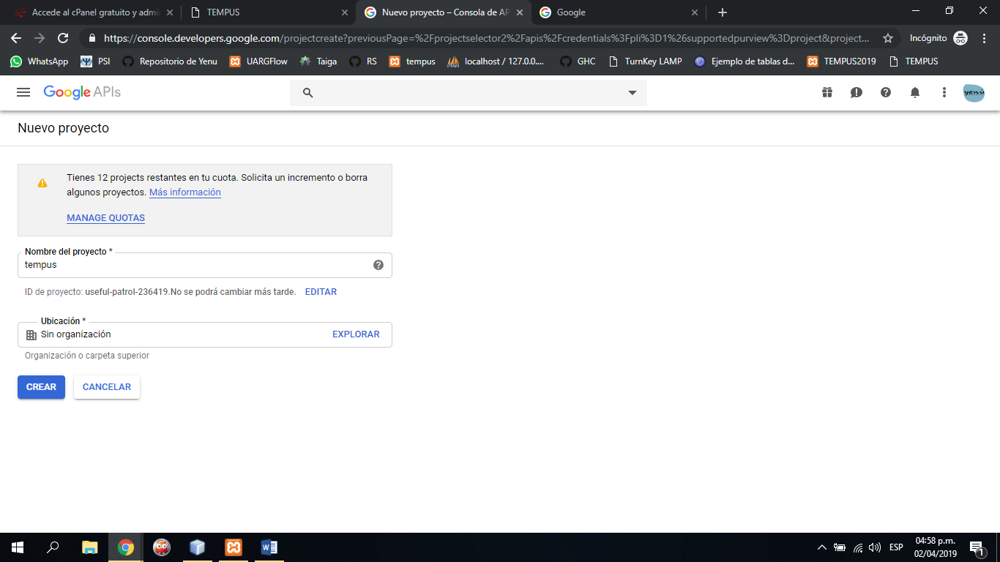 Accede al cPanel gratuito y admi
TEMPUS
Nuevo proyecto – Consola de AP
Google
https://console.developers.google.com/projectcreate?previousPage=%2Fprojectselector2%2Fapis%2Fcredentials%3Fpli%3D1%26supportedpurview%3Dproject&project...
Incógnito
WhatsApp
PSI
Repositorio de Yenu
UARGFlow
Taiga
RS
tempus
localhost / 127.0.0....
GHC
TurnKey LAMP
Ejemplo de tablas d...
TEMPUS2019
TEMPUS
Google APIs
yenú
Nuevo proyecto
Tienes 12 projects restantes en tu cuota. Solicita un incremento o borra
algunos proyectos. Más información
MANAGE QUOTAS
Nombre del proyecto *
tempus
ID de proyecto: useful-patrol-236419.No se podrá cambiar más tarde. EDITAR
Ubicación *
Sin organización
EXPLORAR
Organización o carpeta superior
CREAR
CANCELAR
ESP
04:58 p.m.
02/04/2019
1